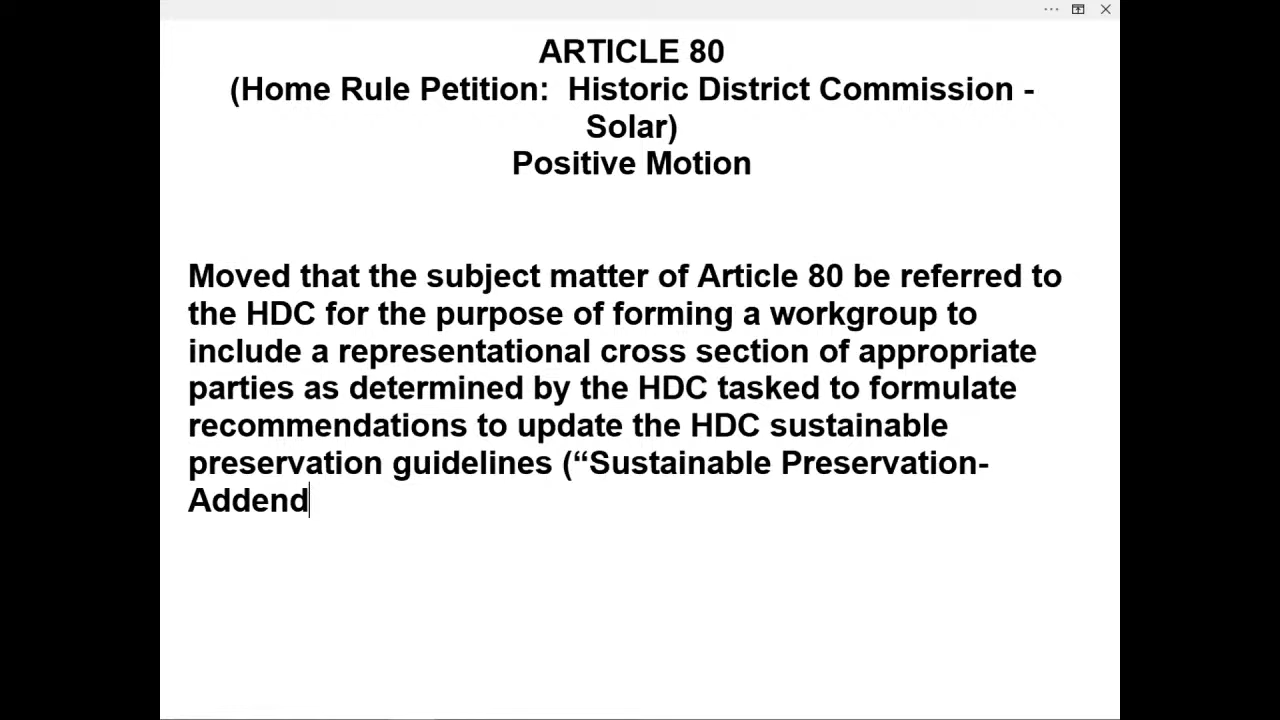 ARTICLE 80
(Home Rule Petition:  Historic District Commission -
Solar)
Positive Motion
Moved that the subject matter of Article 80 be referred to
the HDC for the purpose of forming a workgroup to
include a representational cross section of appropriate
parties as determined by the HDC tasked to formulate
recommendations to update the HDC sustainable
preservation guidelines (“Sustainable Preservation-
Addend